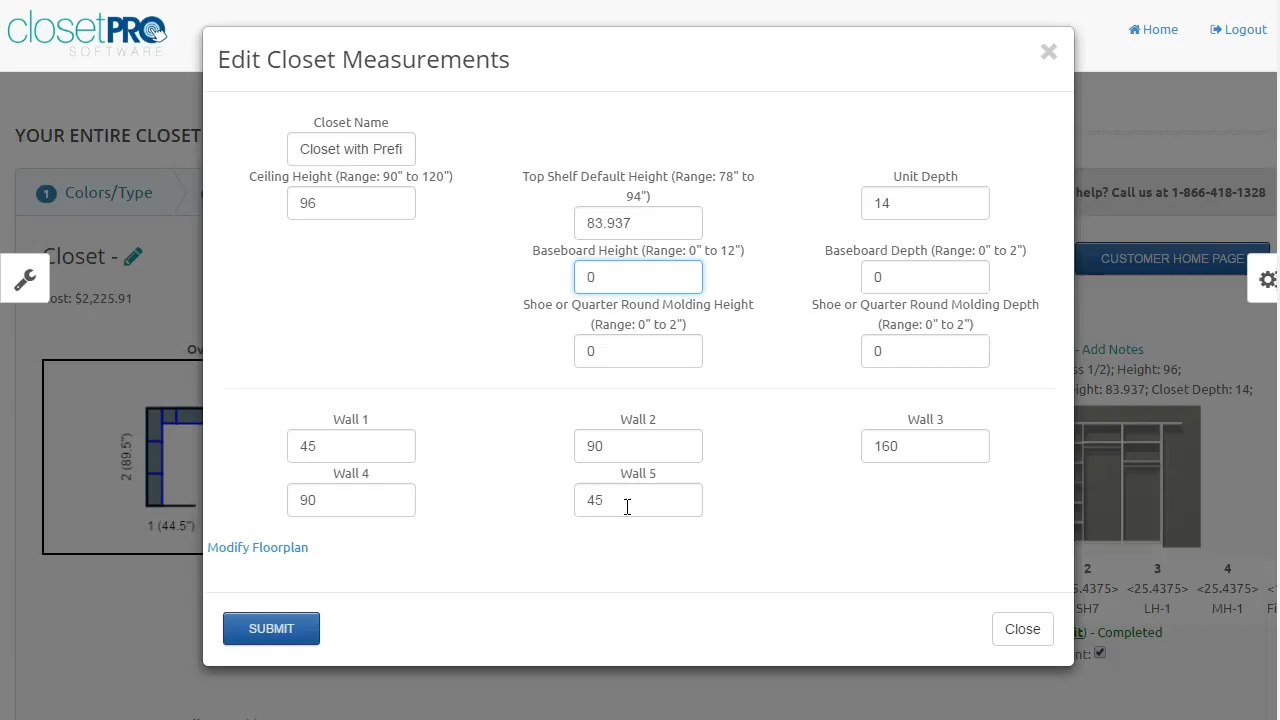 closetPRO
SOFTWARE
Home
Logout
Edit Closet Measurements
×
YOUR ENTIRE CLOSET
1 Colors/Type
help? Call us at 1-866-418-1328
Closet -
ost: $2,225.91
CUSTOMER HOME PAGE
Closet Name
Closet with Prefi
Ceiling Height (Range: 90" to 120")
96
Top Shelf Default Height (Range: 78" to
94")
83.937
Unit Depth
14
Baseboard Height (Range: 0" to 12")
0
Baseboard Depth (Range: 0" to 2")
0
Shoe or Quarter Round Molding Height
(Range: 0" to 2")
0
Shoe or Quarter Round Molding Depth
(Range: 0" to 2")
0
Wall 1
45
Wall 2
90
Wall 3
160
Wall 4
90
Wall 5
45
Modify Floorplan
SUBMIT
Close
Ov
2 (89.5")
1 (44.5")
- Add Notes
ss 1/2); Height: 96;
ight: 83.937; Closet Depth: 14;
2 3 4
5.4375> <25.4375> <25.4375> <
SH7 LH-1 MH-1 Fi
it) - Completed
nt: